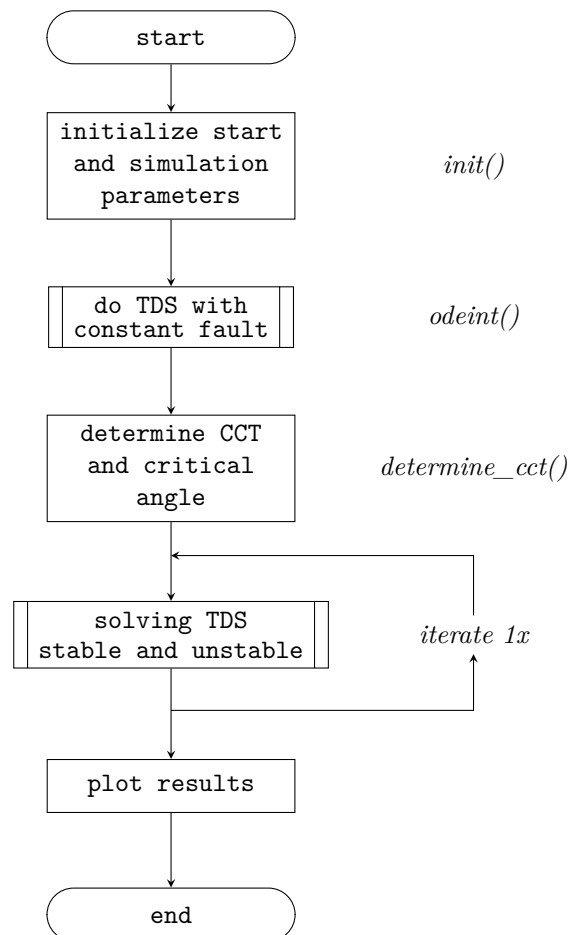 start
initialize start
and simulation
parameters
init()
do TDS with
constant fault
odeint()
determine CCT
and critical
angle
determine_cct()
solving TDS
stable and unstable
iterate 1x
plot results
end